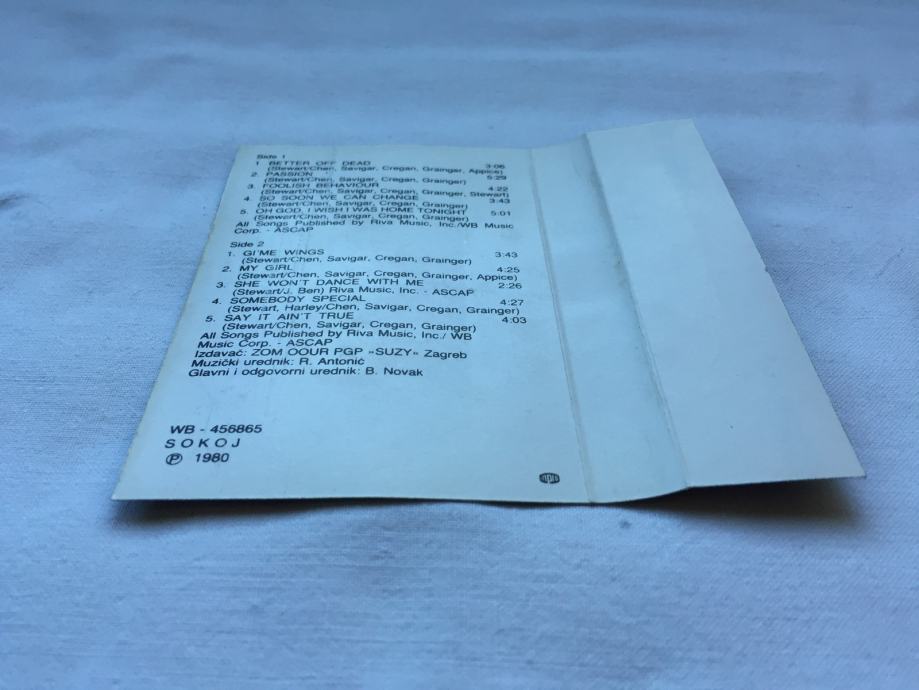 Side 1
1. BETTER OFF DEAD 3:06
(Stewart/Chen, Savigar, Cregan, Grainger, Appice)
2. PASSION 5:29
(Stewart/Chen, Savigar, Cregan, Grainger)
3. FOOLISH BEHAVIOUR 4:22
(Stewart/Chen, Savigar, Cregan, Grainger, Stewart)
4. SO SOON WE CAN CHANGE 3:43
(Stewart/Chen, Savigar, Cregan, Grainger)
5. OH GOD, I WISH I WAS HOME TONIGHT 5:01
(Stewart/Chen, Savigar, Cregan, Grainger)
All Songs Published by Riva Music, Inc./WB Music
Corp. - ASCAP
Side 2
1. GI'ME WINGS 3:43
(Stewart/Chen, Savigar, Cregan, Grainger)
2. MY GIRL 4:25
(Stewart/Chen, Savigar, Cregan, Grainger, Appice)
3. SHE WON'T DANCE WITH ME 2:26
(Stewart/J. Ben) Riva Music, Inc. - ASCAP
4. SOMEBODY SPECIAL 4:27
(Stewart, Harley/Chen, Savigar, Cregan, Grainger)
5. SAY IT AIN'T TRUE 4:03
(Stewart/Chen, Savigar, Cregan, Grainger)
All Songs Published by Riva Music, Inc./ WB
Music Corp. - ASCAP
Izdavač: ZOM OOUR PGP »SUZY« Zagreb
Muzički urednik: R. Antonić
Glavni i odgovorni urednik: B. Novak
WB - 456865
SOKOJ
℗ 1980